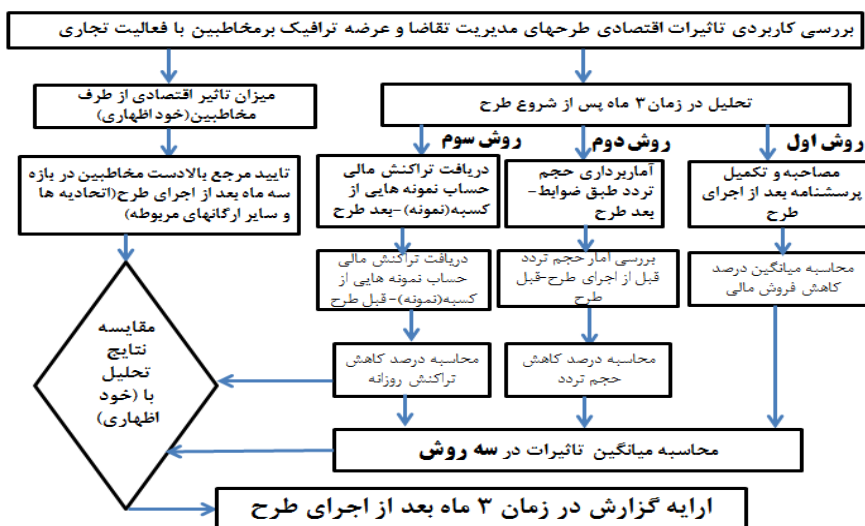 بررسی کاربردی تاثیرات اقتصادی طرحهای مدیریت تقاضا و عرضه ترافیک برمخاطبین با فعالیت تجاری
میزان تاثیر اقتصادی از طرف
مخاطبین(خود اظهاری)
تحلیل در زمان ۳ ماه پس از شروع طرح
روش اول
روش دوم
روش سوم
مصاحبه و تکمیل
پرسشنامه بعد از اجرای
طرح
آماربرداری حجم
تردد طبق ضوابط-
بعد طرح
دریافت تراکنش مالی
حساب نمونه هایی از
کسبه(نمونه)-بعد طرح
تایید مرجع بالادست مخاطبین در بازه
سه ماه بعد از اجرای طرح(اتحادیه ها
و سایر ارگانهای مربوطه)
محاسبه میانگین درصد
کاهش فروش مالی
بررسی امار حجم تردد
قبل از اجرای طرح-قبل
طرح
دریافت تراکنش مالی
حساب نمونه هایی از
کسبه(نمونه)-قبل طرح
محاسبه درصد کاهش
حجم تردد
محاسبه درصد کاهش
تراکنش روزانه
مقایسه
نتایج
تحلیل
با (خود
اظهاری)
محاسبه میانگین تاثیرات در سه روش
ارایه گزارش در زمان ۳ ماه بعد از اجرای طرح